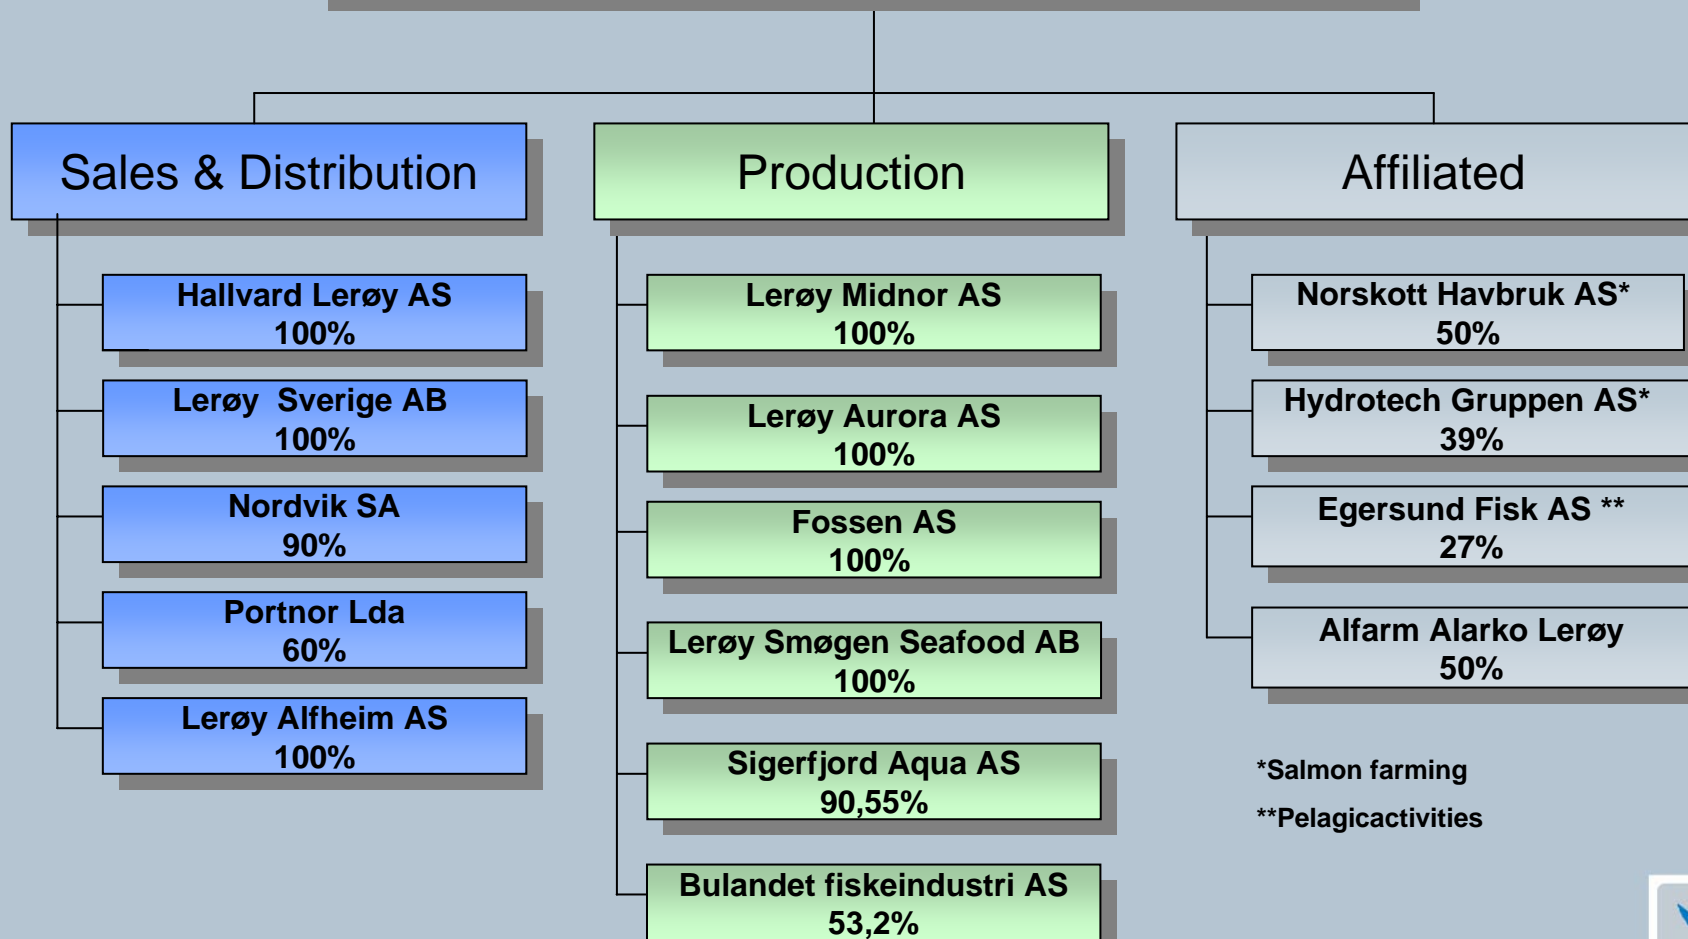 Sales & Distribution
Hallvard Lerøy AS
100%
Lerøy Sverige AB
100%
Nordvik SA
90%
Portnor Lda
60%
Lerøy Alfheim AS
100%
Production
Lerøy Midnor AS
100%
Lerøy Aurora AS
100%
Fossen AS
100%
Lerøy Smøgen Seafood AB
100%
Sigerfjord Aqua AS
90,55%
Bulandet fiskeindustri AS
53,2%
Affiliated
Norskott Havbruk AS*
50%
Hydrotech Gruppen AS*
39%
Egersund Fisk AS **
27%
Alfarm Alarko Lerøy
50%
*Salmon farming
**Pelagicactivities